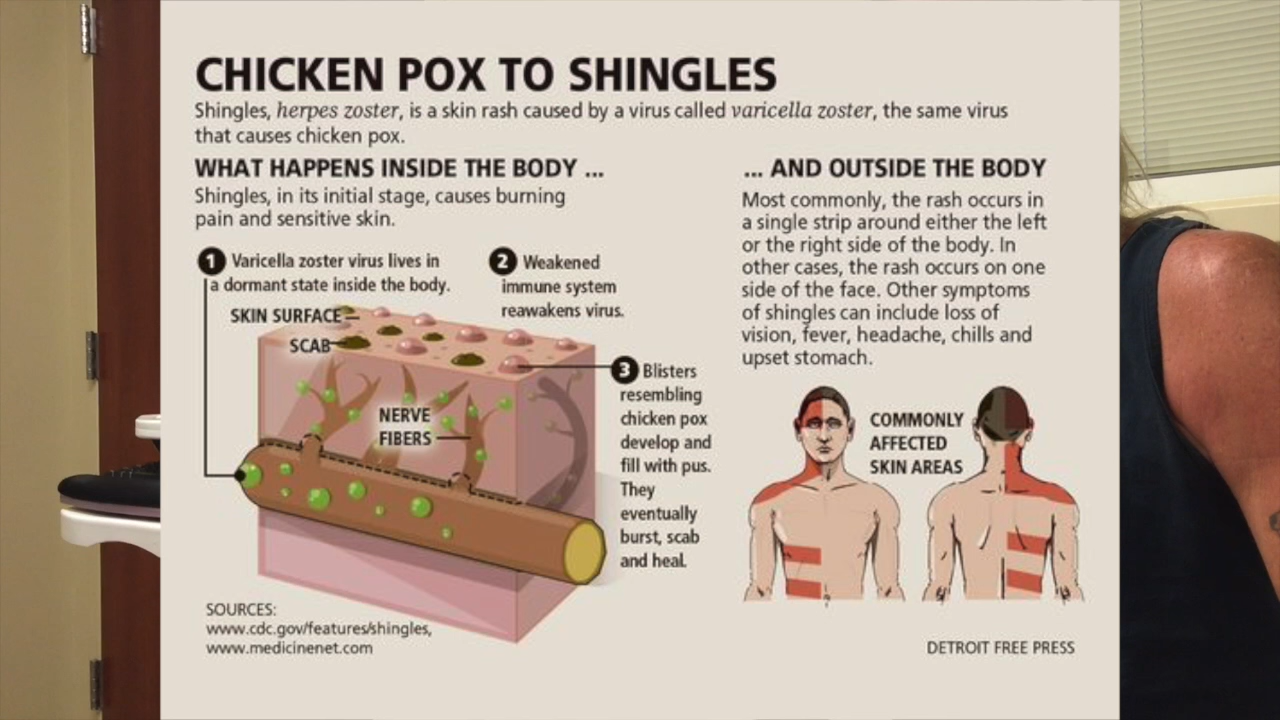 CHICKEN POX TO SHINGLES
Shingles, herpes zoster, is a skin rash caused by a virus called varicella zoster, the same virus
that causes chicken pox.
WHAT HAPPENS INSIDE THE BODY ...
Shingles, in its initial stage, causes burning
pain and sensitive skin.
1 Varicella zoster virus lives in
a dormant state inside the body.
2 Weakened
immune system
reawakens virus.
SKIN SURFACE
SCAB
NERVE
FIBERS
3 Blisters
resembling
chicken pox
develop and
fill with pus.
They
eventually
burst, scab
and heal.
... AND OUTSIDE THE BODY
Most commonly, the rash occurs in
a single strip around either the left
or the right side of the body. In
other cases, the rash occurs on one
side of the face. Other symptoms
of shingles can include loss of
vision, fever, headache, chills and
upset stomach.
COMMONLY
AFFECTED
SKIN AREAS
SOURCES:
www.cdc.gov/features/shingles,
www.medicinenet.com
DETROIT FREE PRESS